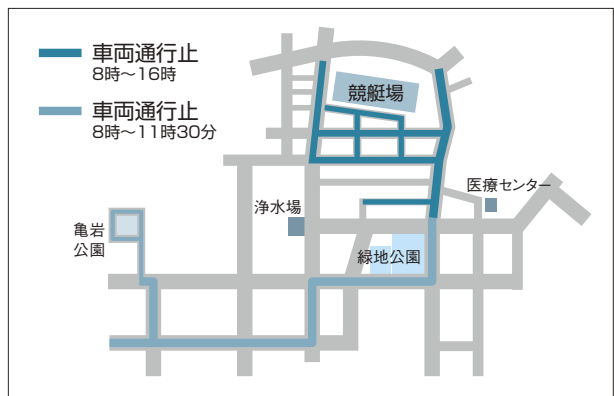 車両通行止
8時〜16時
車両通行止
8時〜11時30分
競艇場
医療センター
浄水場
亀岩
公園
緑地公園